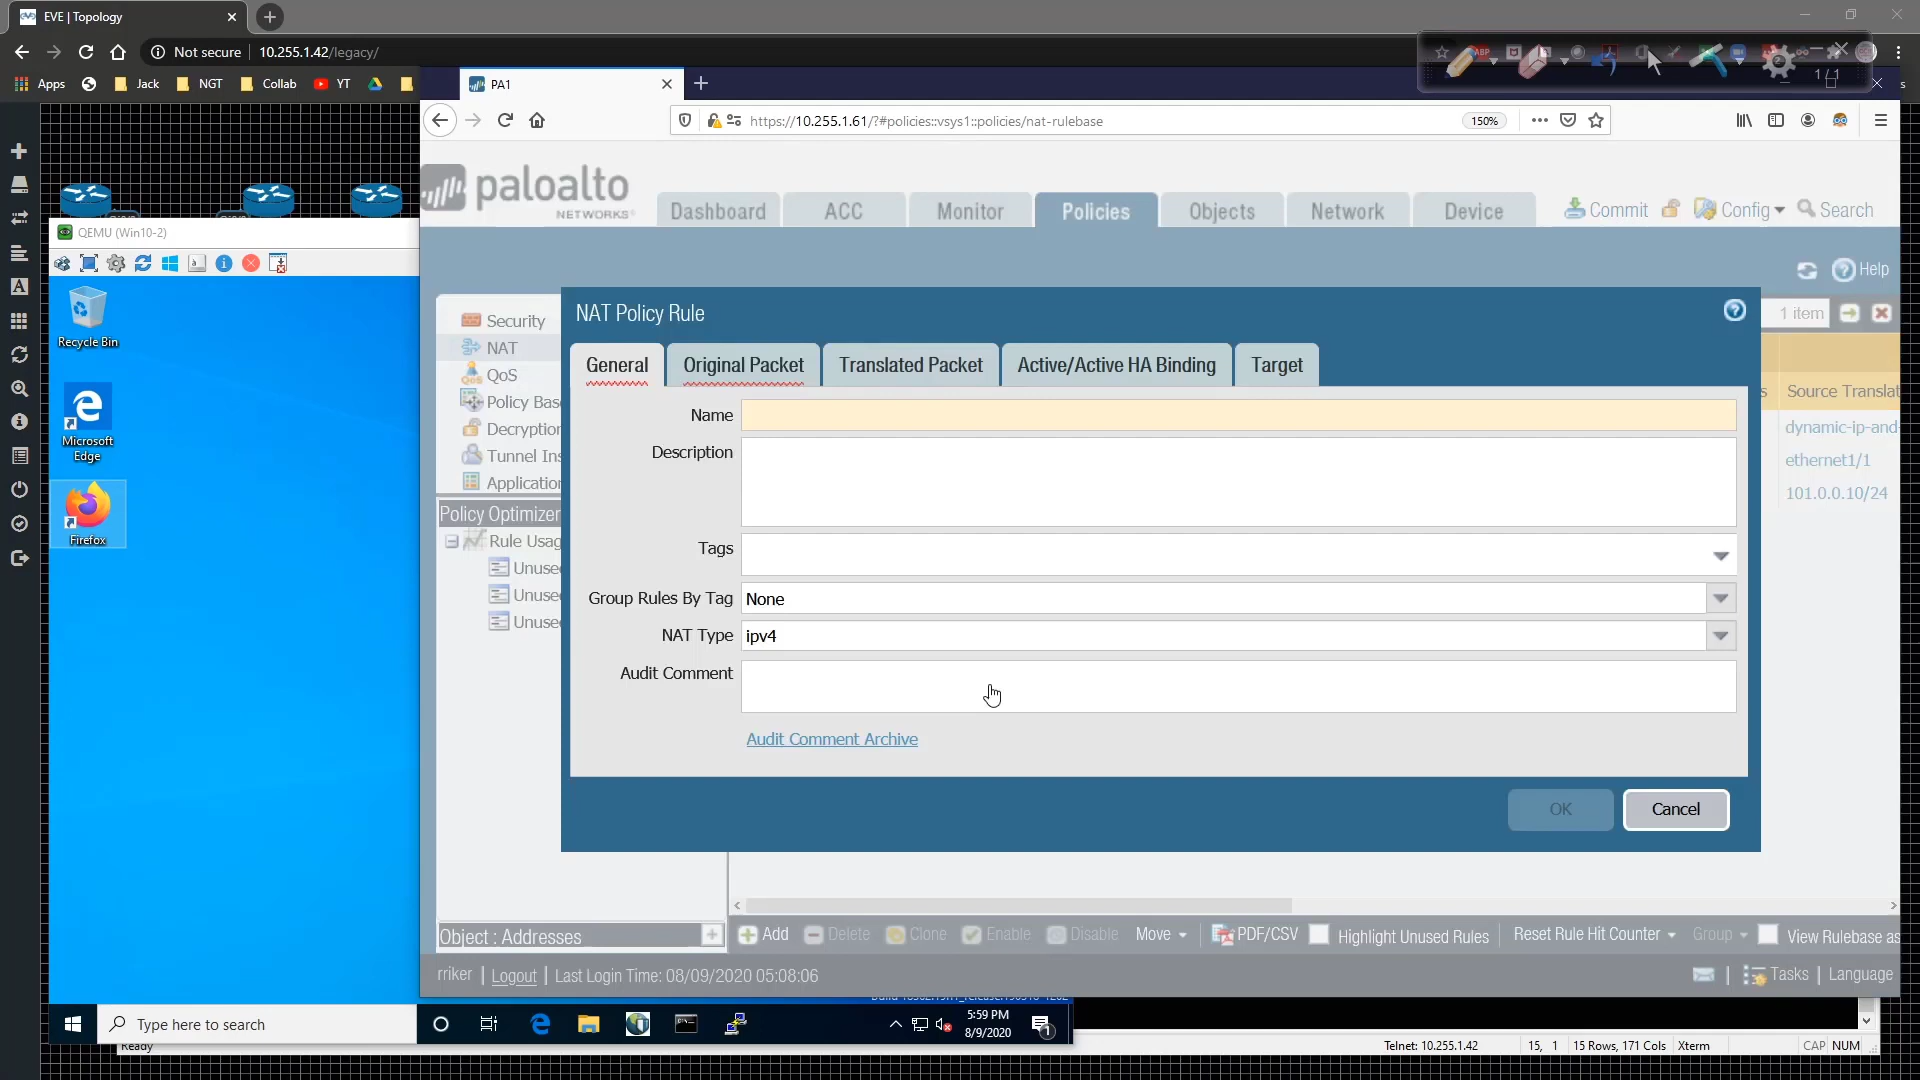 EVE | Topology
Not secure | 10.255.1.42/legacy/
Apps Jack NGT Collab YT
1/1
PA1
https://10.255.1.61/?#policies::vsys1::policies/nat-rulebase 150%
paloalto
NETWORKS
Dashboard ACC Monitor Policies Objects Network Device Commit Config Search
QEMU (Win10-2)
Help
Recycle Bin
Microsoft
Edge
Firefox
Security
NAT
QoS
Policy Bas
Decryption
Tunnel Ins
Application
Policy Optimizer
Rule Usag
Unuse
Unuse
Unuse
1 item
s Source Translat
dynamic-ip-and-
ethernet1/1
101.0.0.10/24
NAT Policy Rule
General Original Packet Translated Packet Active/Active HA Binding Target
Name
Description
Tags
Group Rules By Tag None
NAT Type ipv4
Audit Comment
Audit Comment Archive
OK Cancel
Object : Addresses
Add Delete Clone Enable Disable Move PDF/CSV Highlight Unused Rules Reset Rule Hit Counter Group View Rulebase as
rriker | Logout | Last Login Time: 08/09/2020 05:08:06
Tasks | Language
Type here to search
5:59 PM
8/9/2020
1
Ready
Telnet: 10.255.1.42 15, 1 15 Rows, 171 Cols Xterm CAP NUM